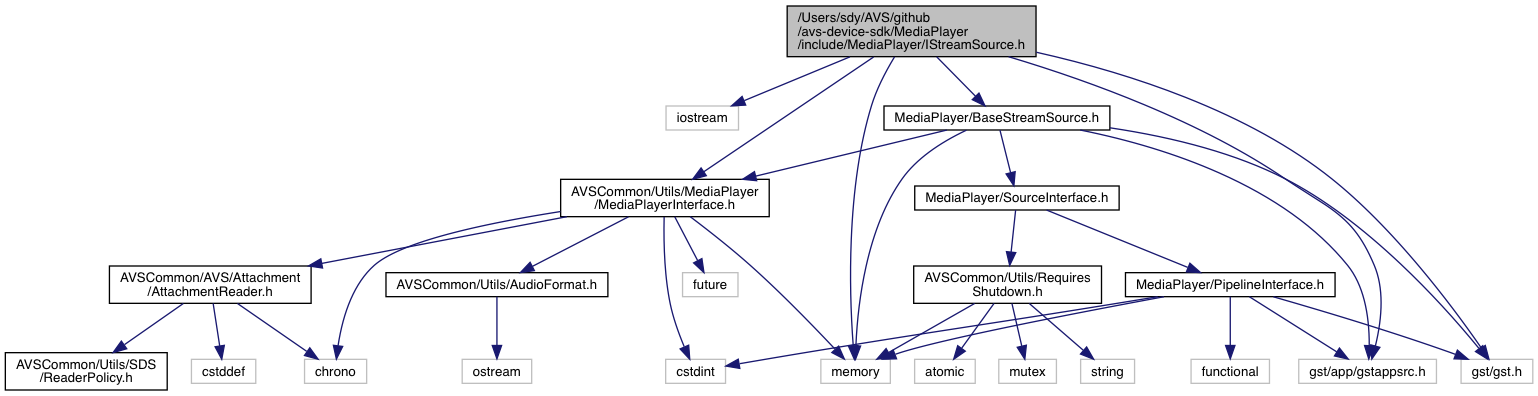 /Users/sdy/AVS/github
/avs-device-sdk/MediaPlayer
/include/MediaPlayer/IStreamSource.h
iostream
MediaPlayer/BaseStreamSource.h
AVSCommon/Utils/MediaPlayer
/MediaPlayerInterface.h
MediaPlayer/SourceInterface.h
AVSCommon/AVS/Attachment
/AttachmentReader.h
AVSCommon/Utils/AudioFormat.h
future
AVSCommon/Utils/Requires
Shutdown.h
MediaPlayer/PipelineInterface.h
AVSCommon/Utils/SDS
/ReaderPolicy.h
cstddef
chrono
ostream
cstdint
memory
atomic
mutex
string
functional
gst/app/gstappsrc.h
gst/gst.h